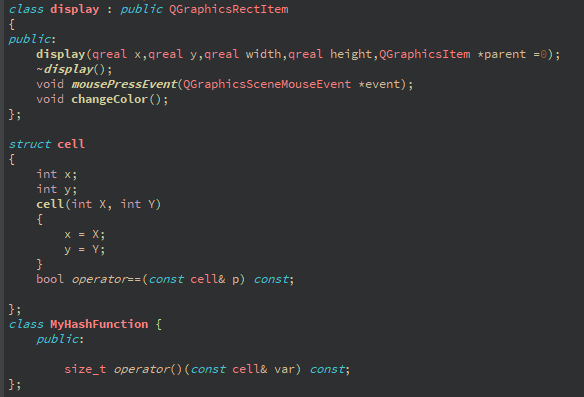 class display : public QGraphicsRectItem
{
public:
    display(qreal x,qreal y,qreal width,qreal height,QGraphicsItem *parent =0);
    ~display();
    void mousePressEvent(QGraphicsSceneMouseEvent *event);
    void changeColor();
};

struct cell
{
    int x;
    int y;
    cell(int X, int Y)
    {
        x = X;
        y = Y;
    }
    bool operator==(const cell& p) const;

};
class MyHashFunction {
    public:

        size_t operator()(const cell& var) const;
};